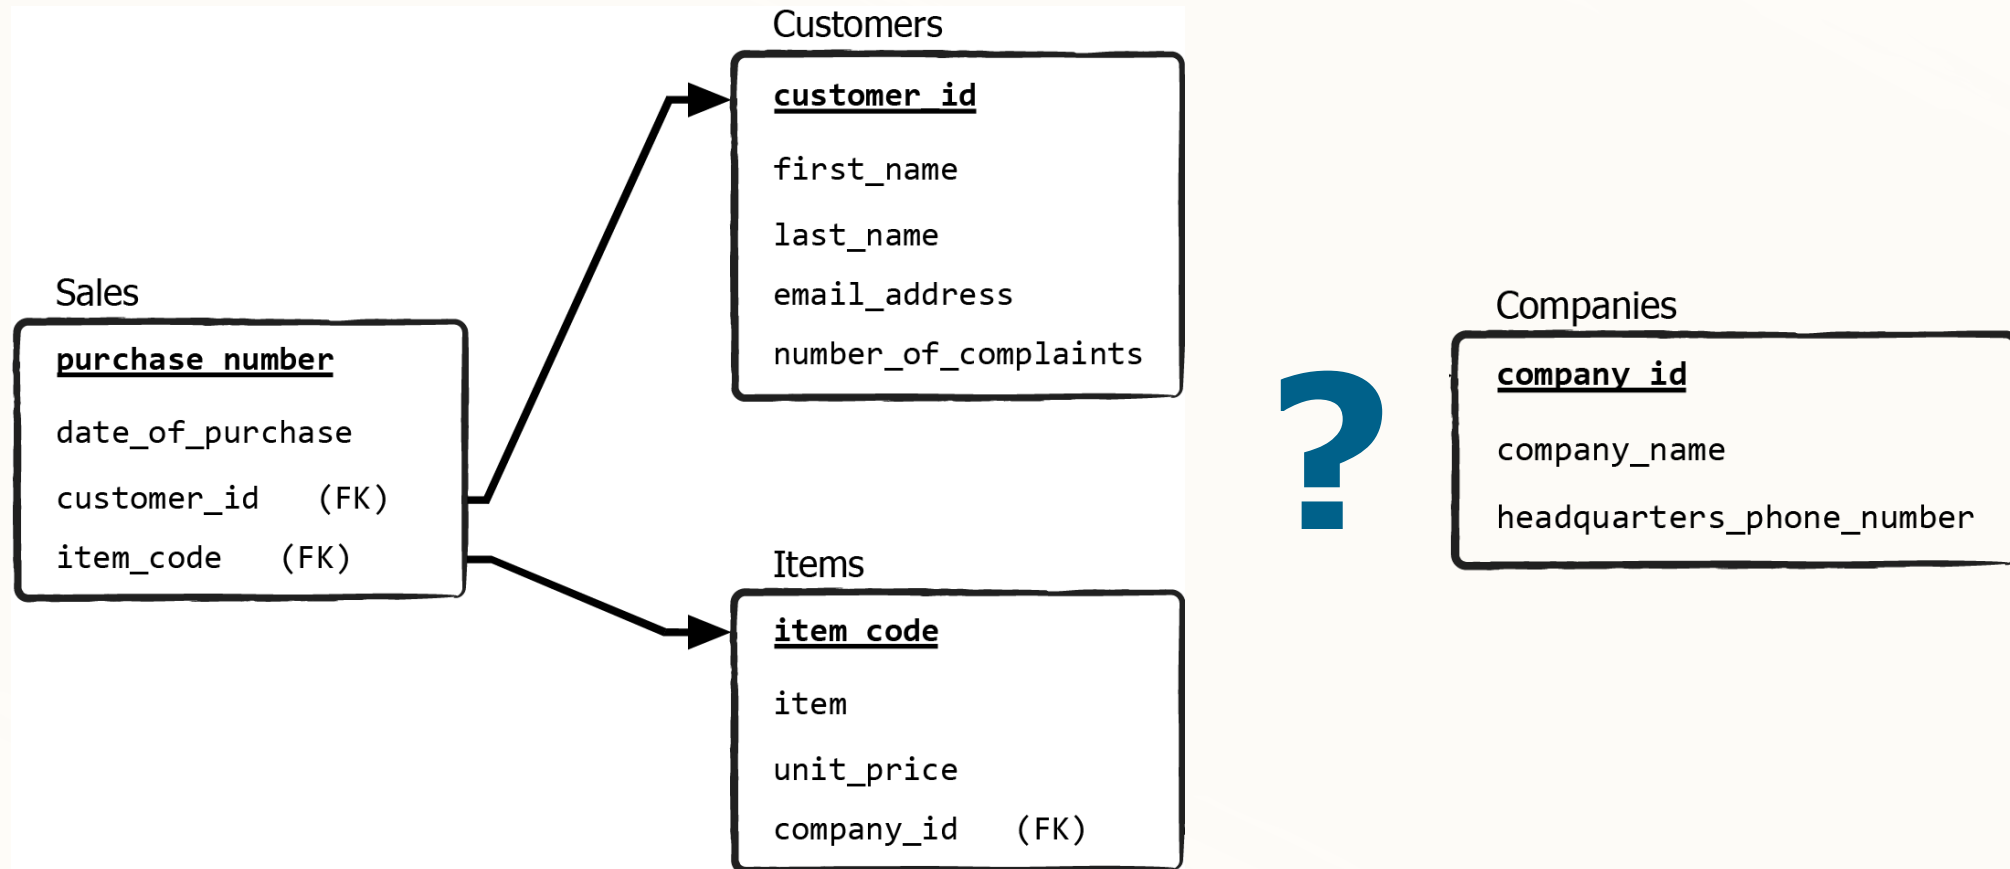 Customers
customer_id
first_name
last_name
email_address
number_of_complaints
Sales
purchase_number
date_of_purchase
customer_id (FK)
item_code (FK)
Items
item_code
item
unit_price
company_id (FK)
?
Companies
company_id
company_name
headquarters_phone_number